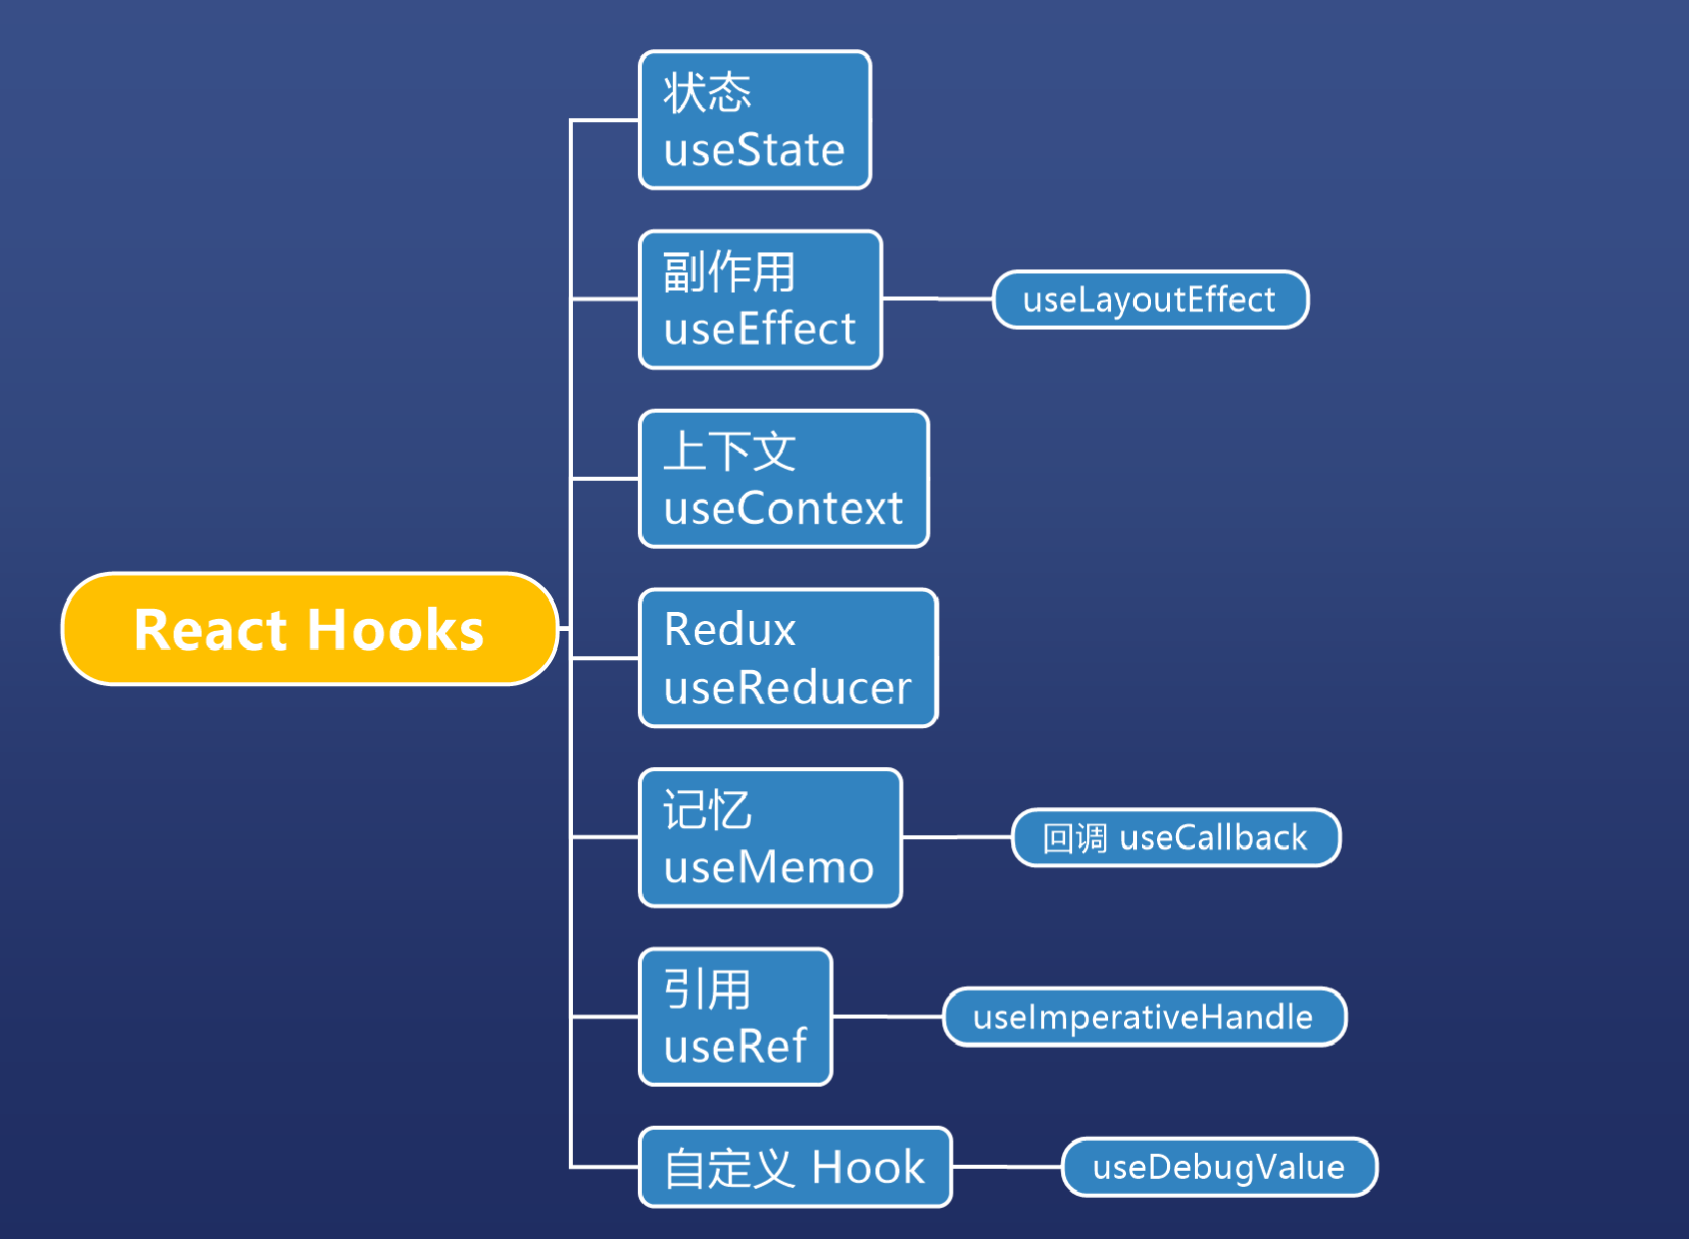 React Hooks
状态
useState
副作用
useEffect
useLayoutEffect
上下文
useContext
Redux
useReducer
记忆
useMemo
回调 useCallback
引用
useRef
useImperativeHandle
自定义 Hook
useDebugValue